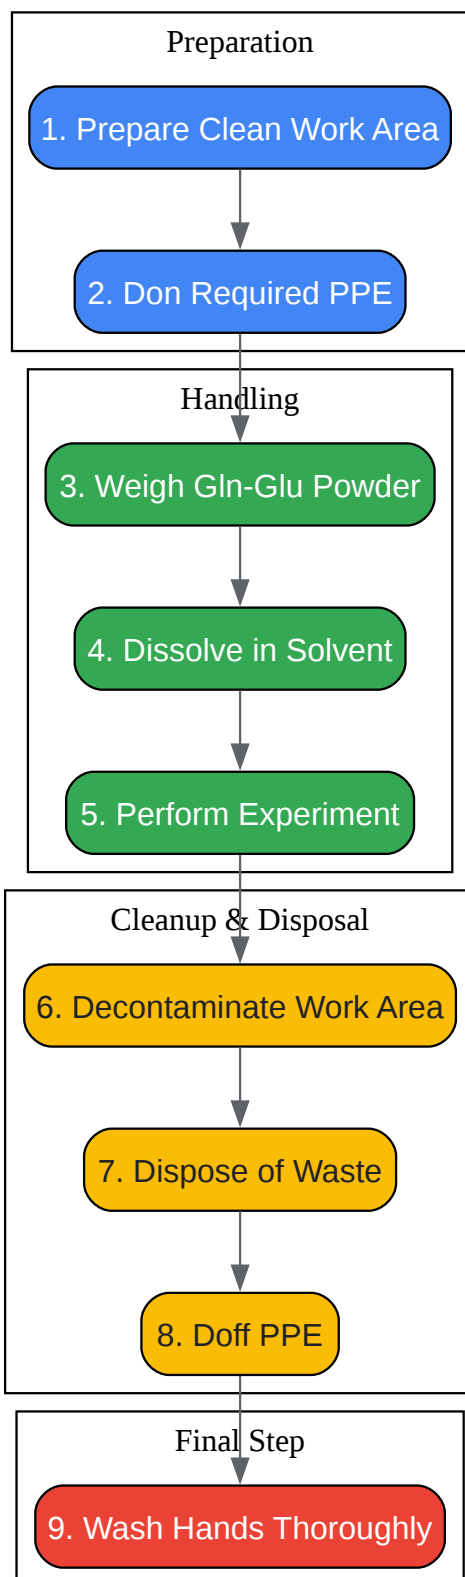 Preparation
1. Prepare Clean Work Area
2. Don Required PPE
Handling
3. Weigh Gln-Glu Powder
4. Dissolve in Solvent
5. Perform Experiment
Cleanup & Disposal
6. Decontaminate Work Area
7. Dispose of Waste
8. Doff PPE
Final Step
9. Wash Hands Thoroughly